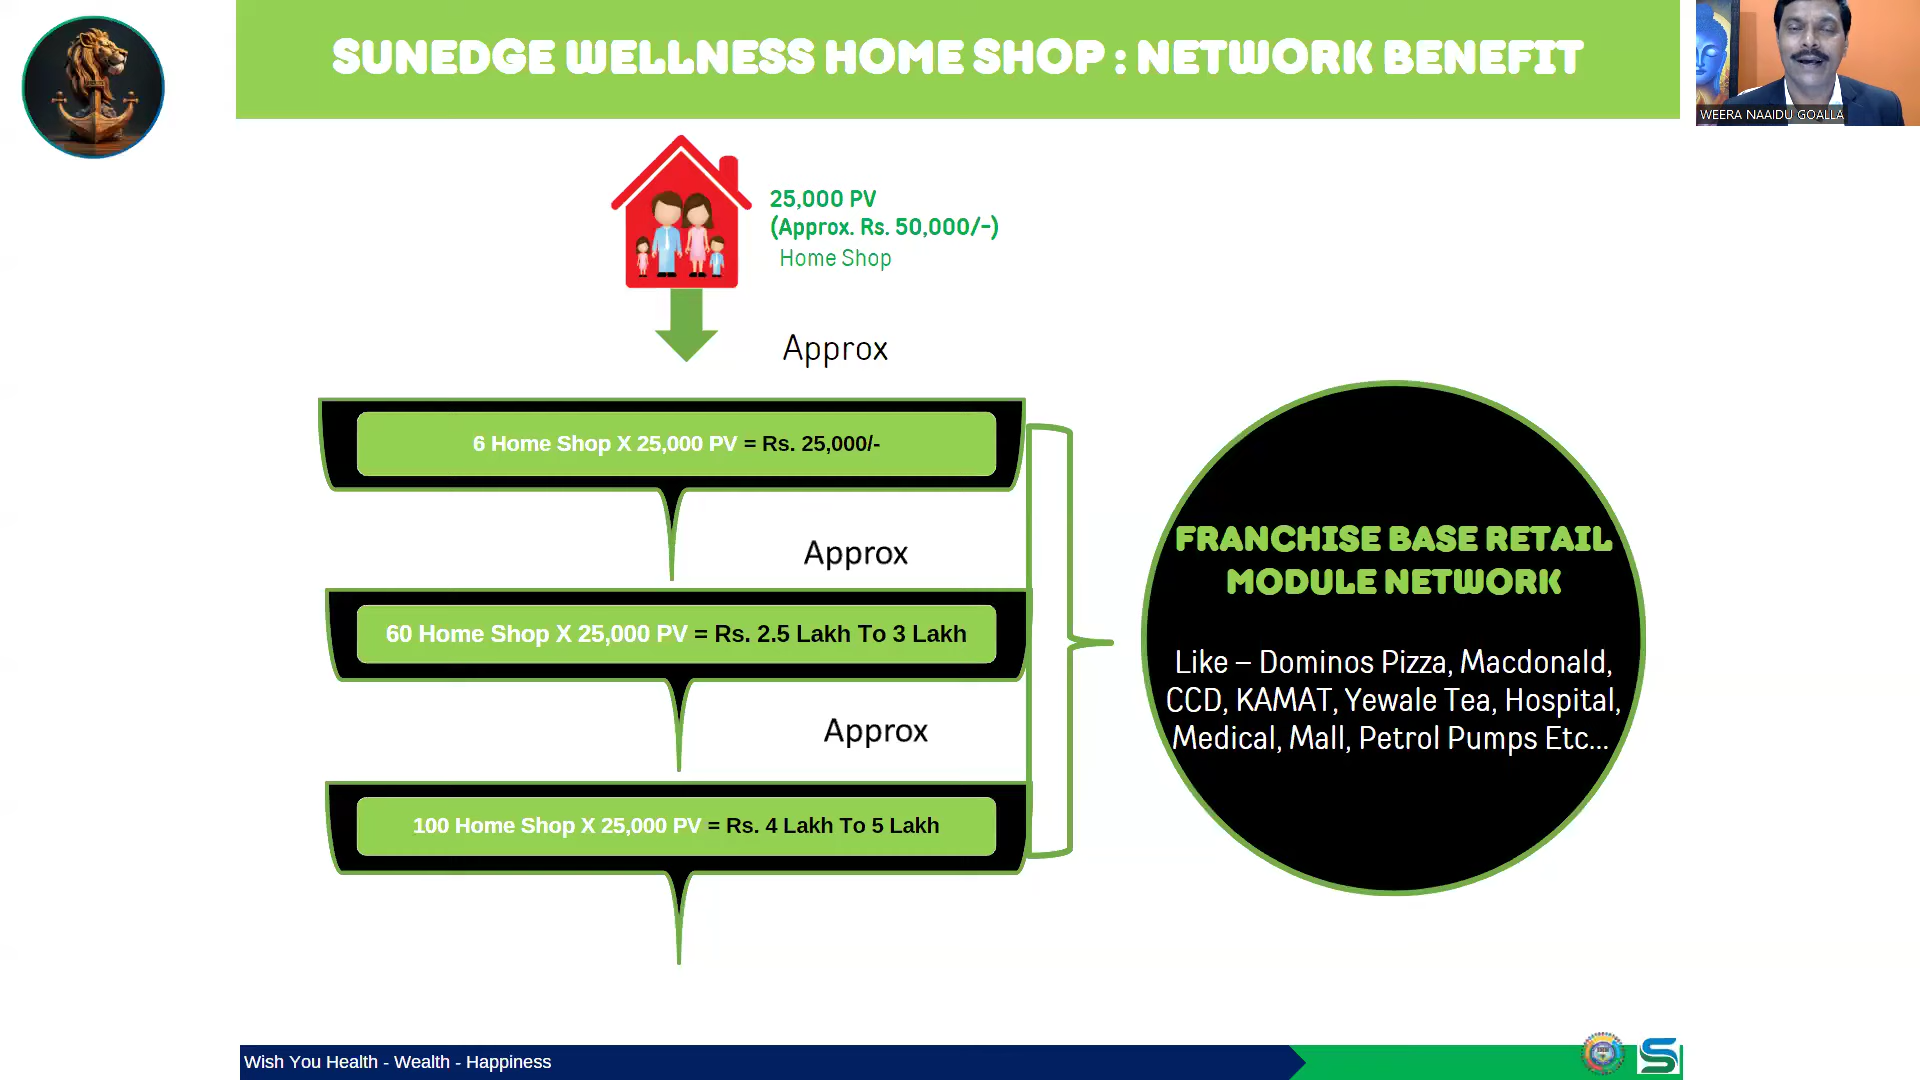 SUNEDGE WELLNESS HOME SHOP : NETWORK BENEFIT
WEERA NAAIDU GOALLA
25,000 PV
(Approx. Rs. 50,000/-)
Home Shop
Approx
6 Home Shop X 25,000 PV = Rs. 25,000/-
Approx
60 Home Shop X 25,000 PV = Rs. 2.5 Lakh To 3 Lakh
Approx
100 Home Shop X 25,000 PV = Rs. 4 Lakh To 5 Lakh
FRANCHISE BASE RETAIL
MODULE NETWORK
Like – Dominos Pizza, Macdonald,
CCD, KAMAT, Yewale Tea, Hospital,
Medical, Mall, Petrol Pumps Etc...
Wish You Health - Wealth - Happiness